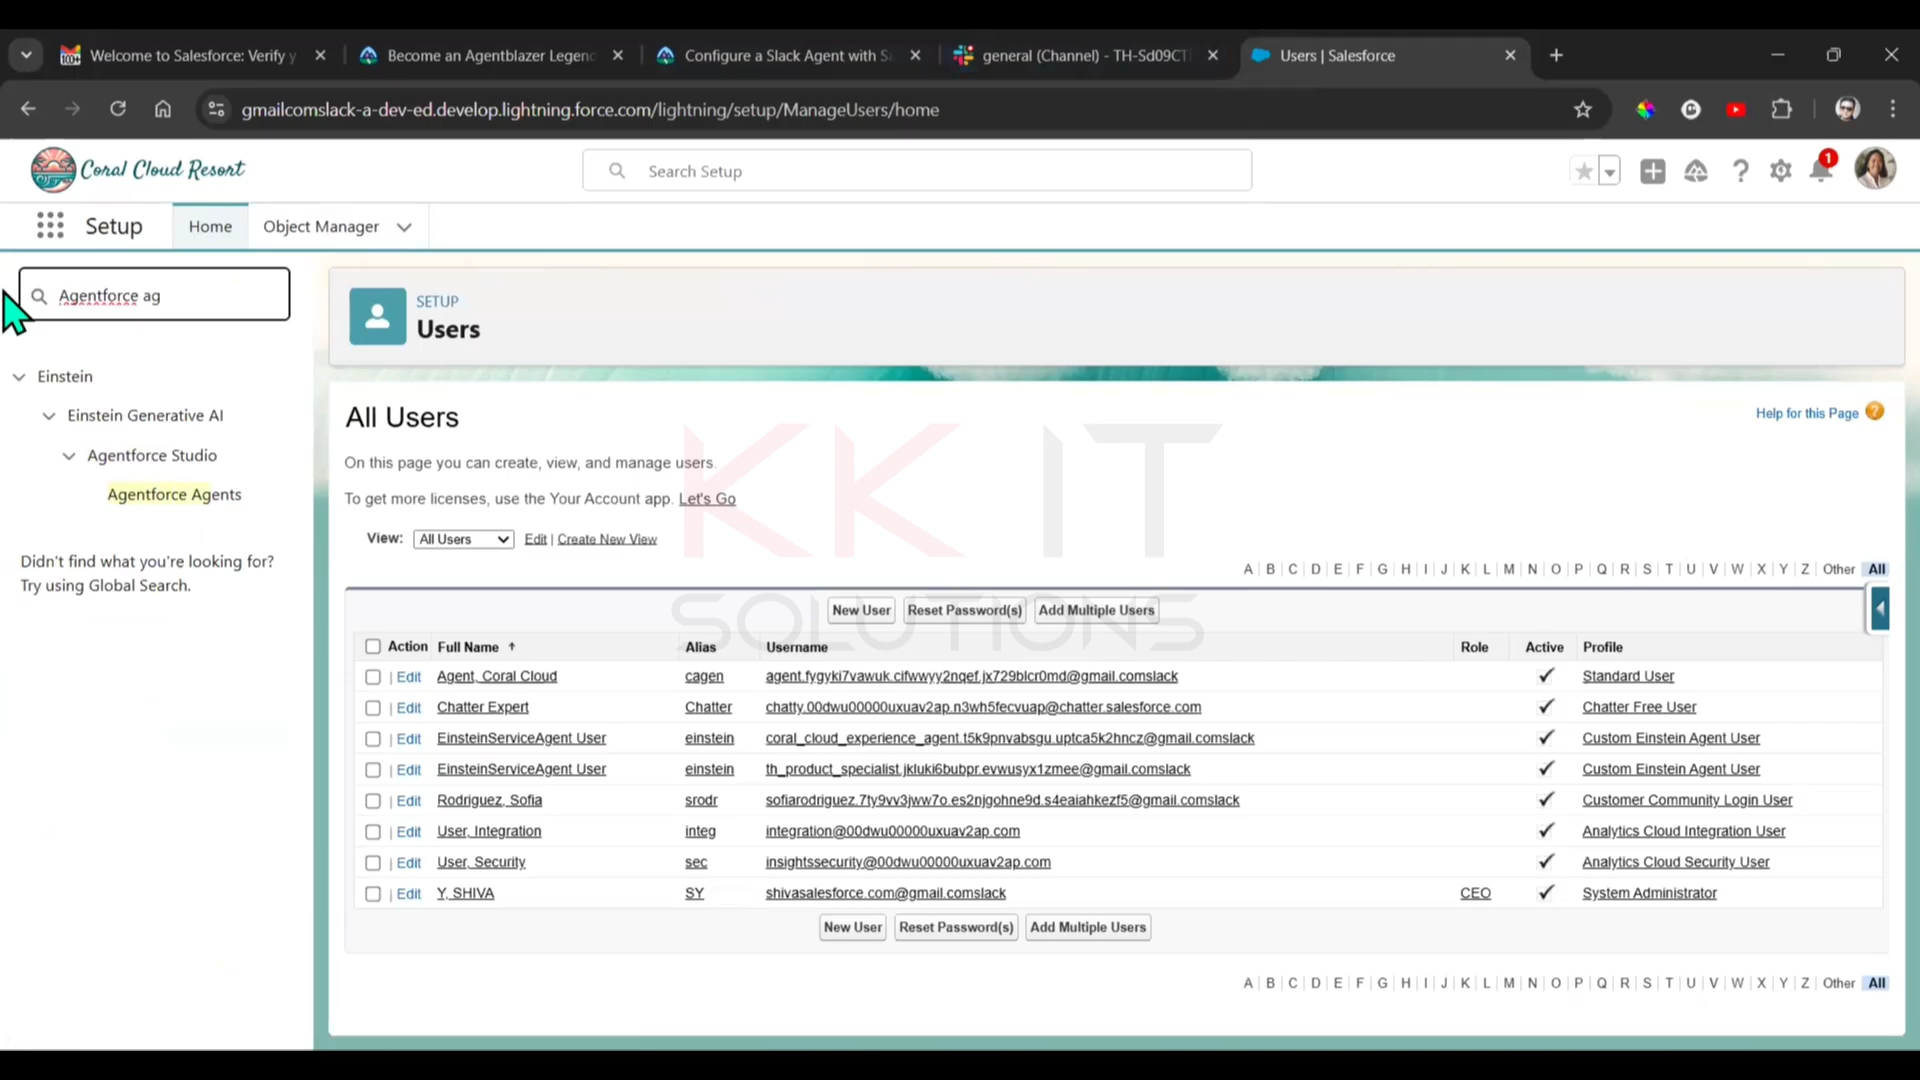 Welcome to Salesforce: Verify y
Become an Agentblazer Legend
Configure a Slack Agent with Sa
general (Channel) - TH-Sd09CTI
Users | Salesforce
gmailcomslack-a-dev-ed.develop.lightning.force.com/lightning/setup/ManageUsers/home
Coral Cloud Resort
Search Setup
1
Setup
Home
Object Manager
Agentforce ag
SETUP
Users
Einstein
Einstein Generative AI
Agentforce Studio
Agentforce Agents
Didn't find what you're looking for?
Try using Global Search.
All Users
Help for this Page
On this page you can create, view, and manage users.
To get more licenses, use the Your Account app. Let's Go
View: All Users Edit | Create New View
A | B | C | D | E | F | G | H | I | J | K | L | M | N | O | P | Q | R | S | T | U | V | W | X | Y | Z | Other All
KK IT
SOLUTIONS
New User Reset Password(s) Add Multiple Users
Action Full Name ↑ Alias Username Role Active Profile
| Edit Agent, Coral Cloud cagen agent.fygyki7vawuk.cifwwyy2nqef.jx729blcr0md@gmail.comslack Standard User
| Edit Chatter Expert Chatter chatty.00dwu00000uxuav2ap.n3wh5fecvuap@chatter.salesforce.com Chatter Free User
| Edit EinsteinServiceAgent User einstein coral_cloud_experience_agent.t5k9pnvabsgu.uptca5k2hncz@gmail.comslack Custom Einstein Agent User
| Edit EinsteinServiceAgent User einstein th_product_specialist.jkluki6bubpr.evwusyx1zmee@gmail.comslack Custom Einstein Agent User
| Edit Rodriguez, Sofia srodr sofiarodriguez.7ty9vv3jww7o.es2njgohne9d.s4eaiahkezf5@gmail.comslack Customer Community Login User
| Edit User, Integration integ integration@00dwu00000uxuav2ap.com Analytics Cloud Integration User
| Edit User, Security sec insightssecurity@00dwu00000uxuav2ap.com Analytics Cloud Security User
| Edit Y, SHIVA SY shivasalesforce.com@gmail.comslack CEO System Administrator
New User Reset Password(s) Add Multiple Users
A | B | C | D | E | F | G | H | I | J | K | L | M | N | O | P | Q | R | S | T | U | V | W | X | Y | Z | Other All